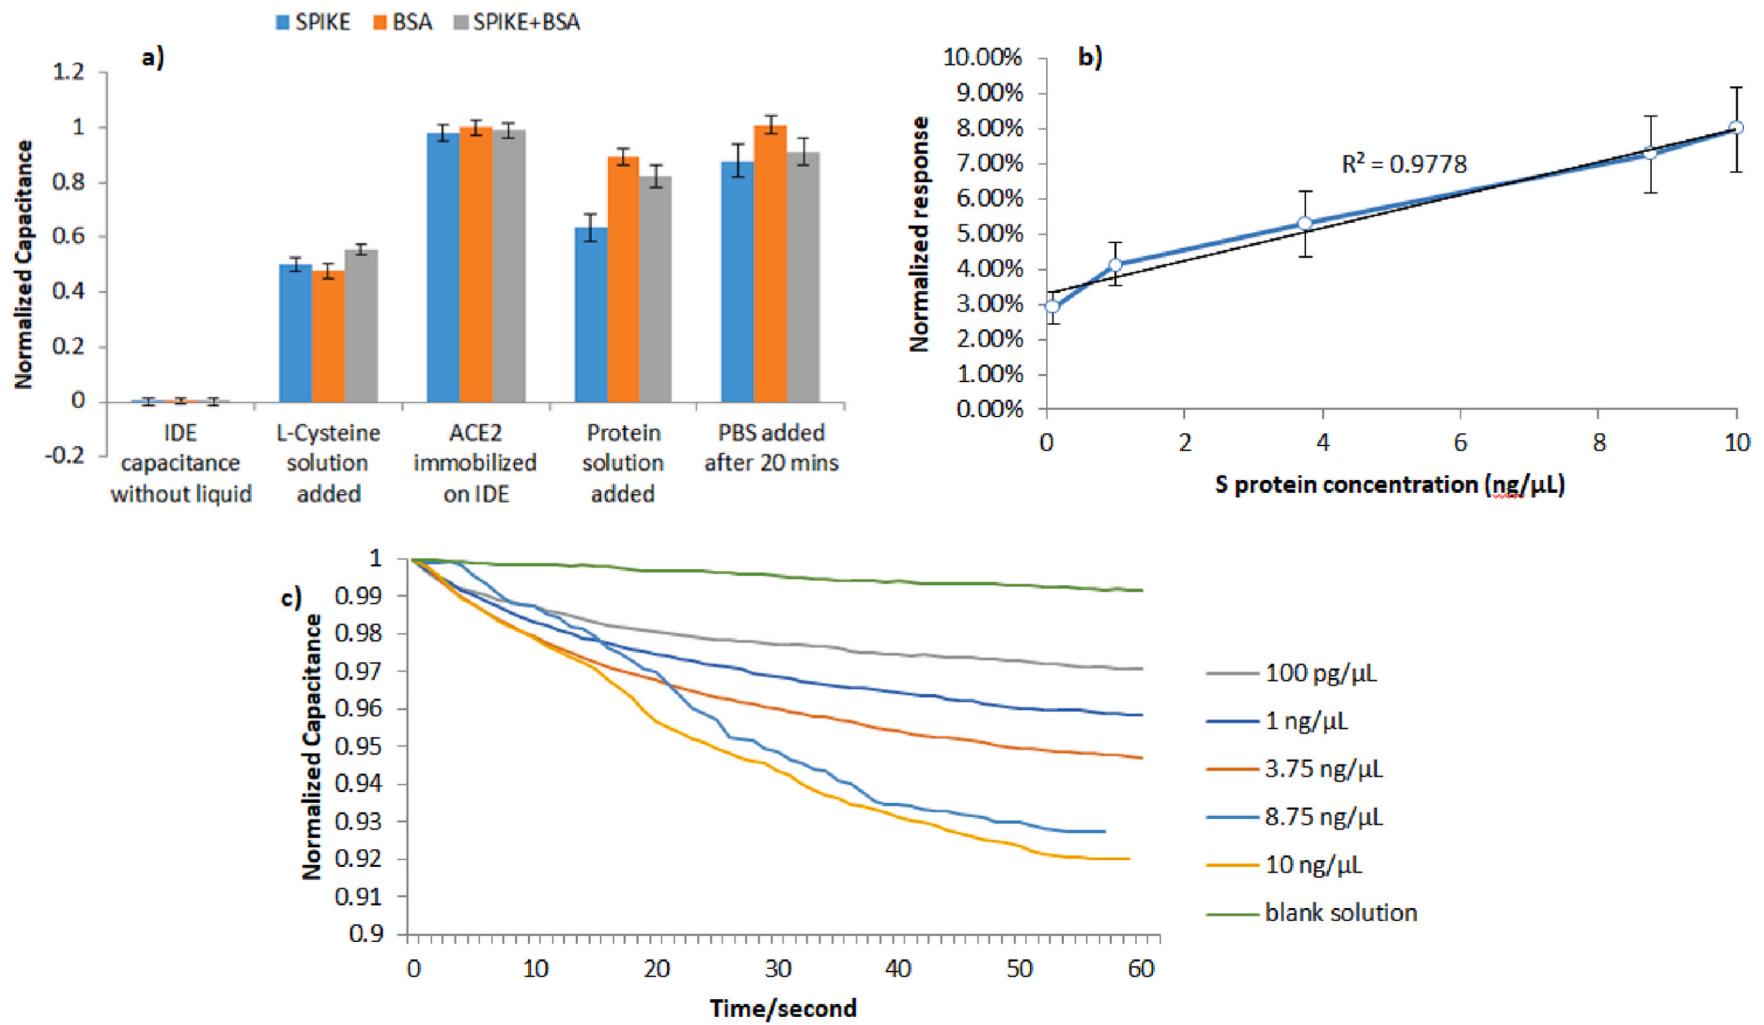 SPIKE BSA SPIKE+BSA
a)
1.2
1
0.8
0.6
0.4
0.2
0
-0.2
Normalized Capacitance
IDE
capacitance
without liquid
L-Cysteine
solution
added
ACE2
immobilized
on IDE
Protein
solution
added
PBS added
after 20 mins
b)
10.00%
9.00%
8.00%
7.00%
6.00%
5.00%
4.00%
3.00%
2.00%
1.00%
0.00%
Normalized response
R² = 0.9778
0 2 4 6 8 10
S protein concentration (ng/µL)
c)
1
0.99
0.98
0.97
0.96
0.95
0.94
0.93
0.92
0.91
0.9
Normalized Capacitance
0 10 20 30 40 50 60
Time/second
100 pg/µL
1 ng/µL
3.75 ng/µL
8.75 ng/µL
10 ng/µL
blank solution